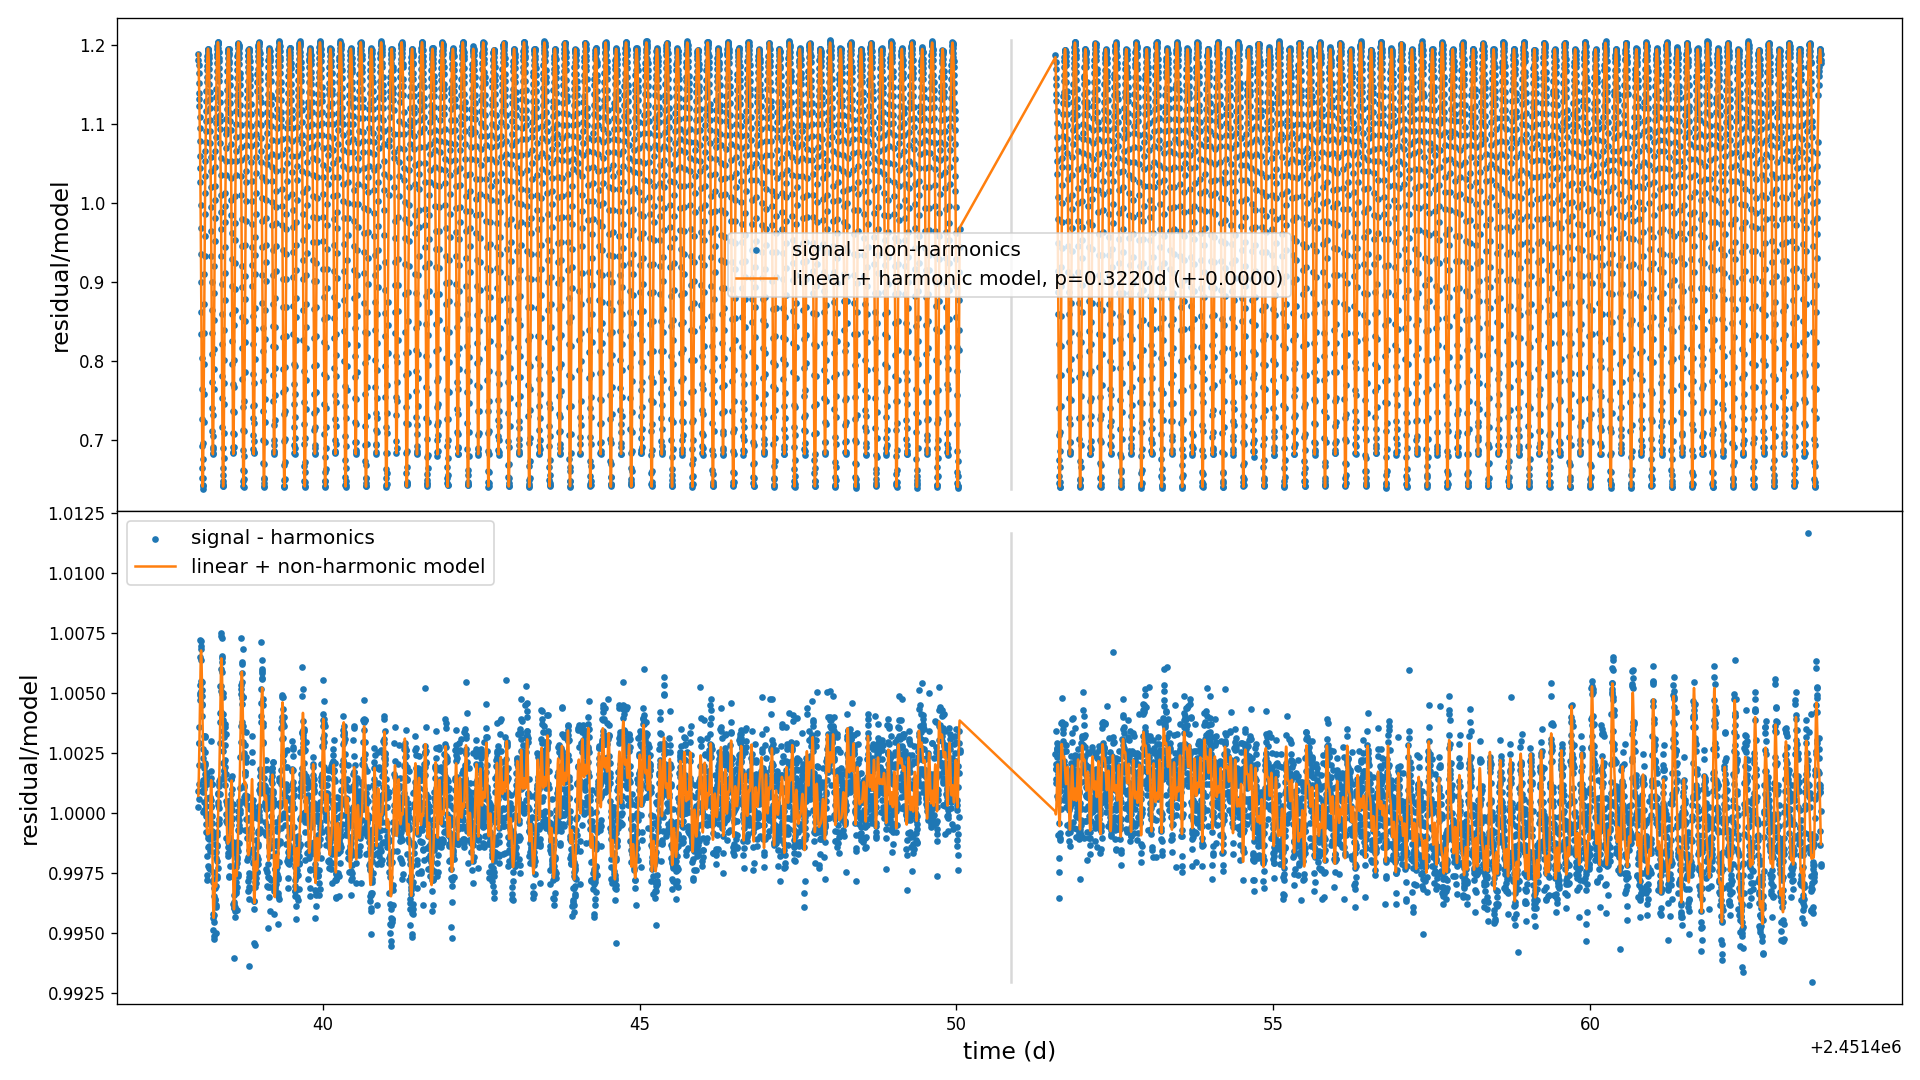 1.2
1.1
1.0
0.9
0.8
0.7
residual/model
signal - non-harmonics
linear + harmonic model, p=0.3220d (+-0.0000)
1.0125
1.0100
1.0075
1.0050
1.0025
1.0000
0.9975
0.9950
0.9925
residual/model
signal - harmonics
linear + non-harmonic model
40 45 50 55 60
time (d)
+2.4514e6